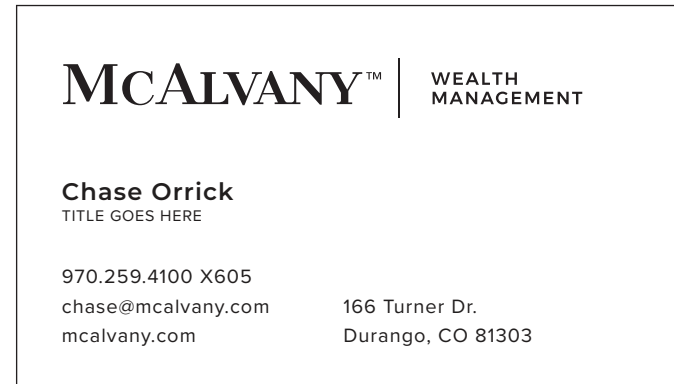 McALVANY™
WEALTH
MANAGEMENT
Chase Orrick
TITLE GOES HERE
970.259.4100 X605
chase@mcalvany.com
mcalvany.com
166 Turner Dr.
Durango, CO 81303